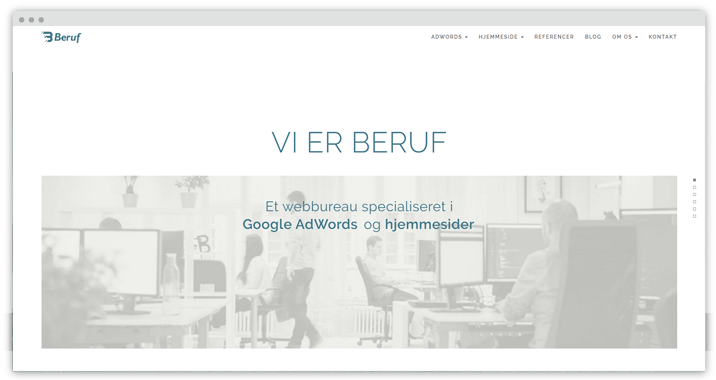 Beruf
ADWORDS HJEMMESIDE REFERENCER BLOG OM OS KONTAKT
VI ER BERUF
Et webbureau specialiseret i
Google AdWords og hjemmesider